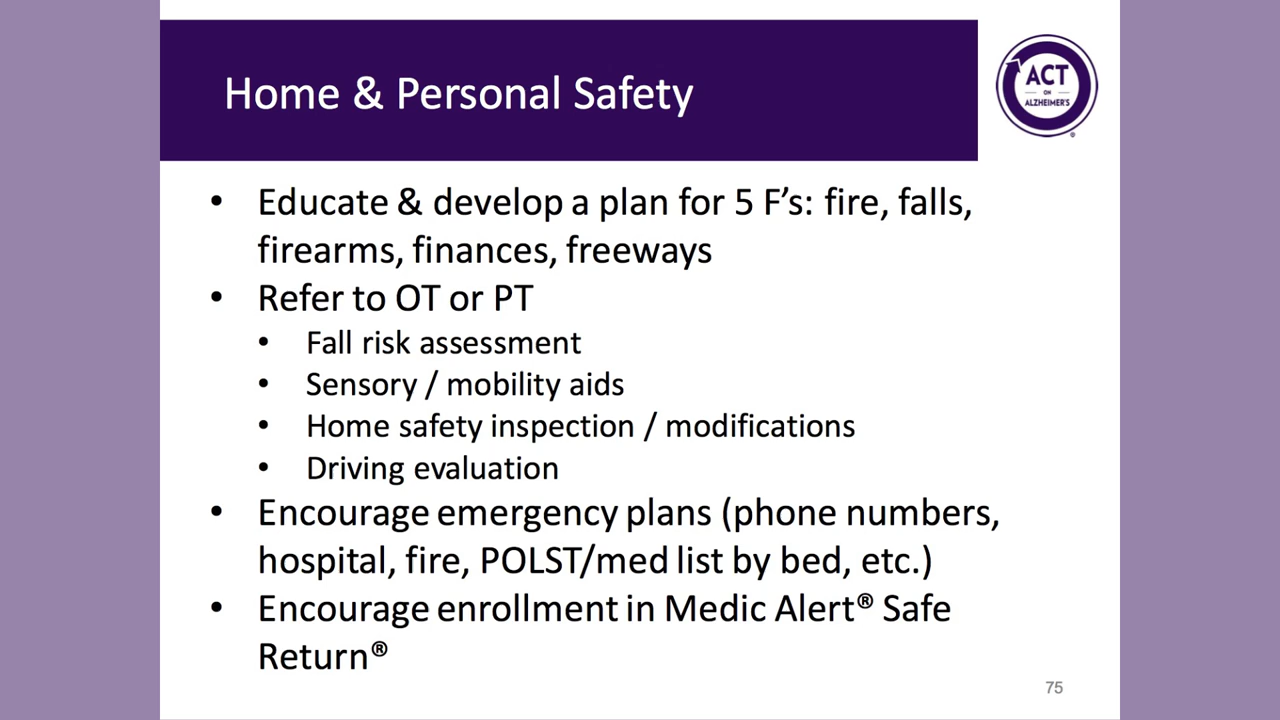 Home & Personal Safety
ACT
ON
ALZHEIMER'S
®
• Educate & develop a plan for 5 F's: fire, falls,
firearms, finances, freeways
• Refer to OT or PT
• Fall risk assessment
• Sensory / mobility aids
• Home safety inspection / modifications
• Driving evaluation
• Encourage emergency plans (phone numbers,
hospital, fire, POLST/med list by bed, etc.)
• Encourage enrollment in Medic Alert® Safe
Return®
75